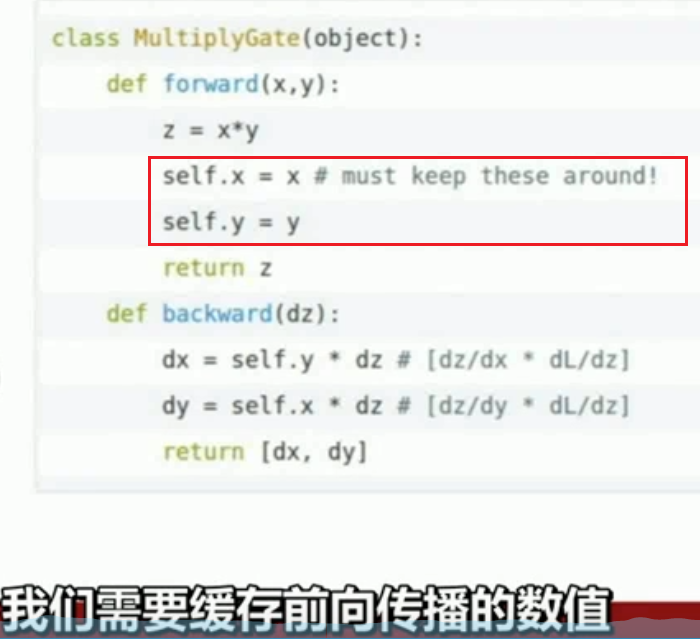 class MultiplyGate(object):
def forward(x,y):
z = x*y
self.x = x # must keep these around!
self.y = y
return z
def backward(dz):
dx = self.y * dz # [dz/dx * dL/dz]
dy = self.x * dz # [dz/dy * dL/dz]
return [dx, dy]
我们需要缓存前向传播的数值